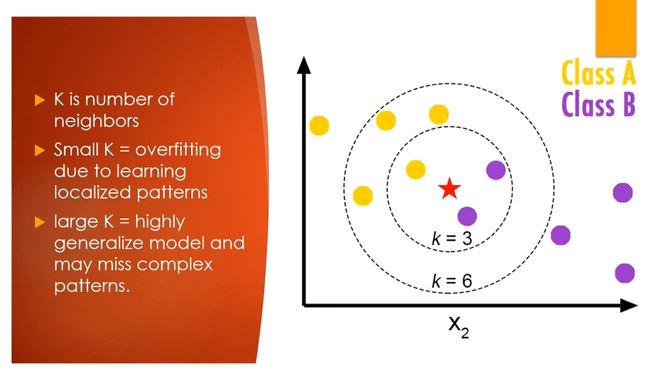 K is number of
neighbors
Small K = overfitting
due to learning
localized patterns
large K = highly
generalize model and
may miss complex
patterns.
Class A
Class B
k = 3
k = 6
x₂